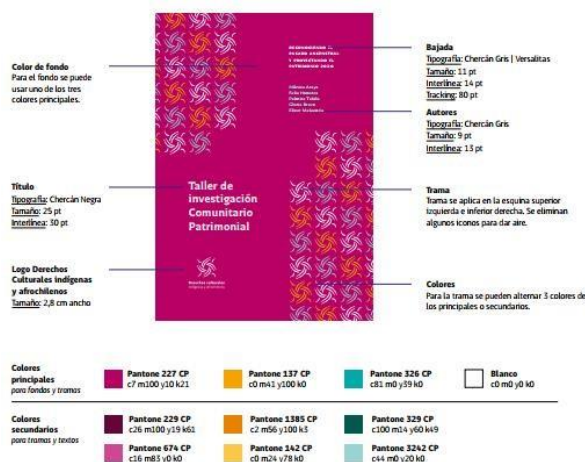 Color de fondo
Para el fondo se puede
usar uno de los tres
colores principales.
Título
Tipografía: Chercán Negra
Tamaño: 25 pt
Interlínea: 30 pt
Logo Derechos
Culturales indígenas
y afrochilenos
Tamaño: 2,8 cm ancho
Taller de
investigación
Comunitario
Patrimonial
Derechos culturales
Bajada
Tipografía: Chercán Gris | Versalitas
Tamaño: 11 pt
Interlínea: 14 pt
Tracking: 80 pt
Autores
Tipografía: Chercán Gris
Tamaño: 9 pt
Interlínea: 13 pt
Trama
Trama se aplica en la esquina superior
izquierda e inferior derecha. Se eliminan
algunos iconos para dar aire.
Colores
Para la trama se pueden alternar 3 colores de
los principales o secundarios.
Colores
principales
para fondos y tramas
Pantone 227 CP
c7 m100 y10 k21
Pantone 137 CP
c0 m41 y100 k0
Pantone 326 CP
c81 m0 y39 k0
Blanco
c0 m0 y0 k0
Colores
secundarios
para tramas y textos
Pantone 229 CP
c26 m100 y19 k61
Pantone 1385 CP
c2 m56 y100 k3
Pantone 329 CP
c100 m14 y60 k49
Pantone 674 CP
c16 m83 y0 k0
Pantone 142 CP
c0 m24 y78 k0
Pantone 3242 CP
c44 m0 y20 k0